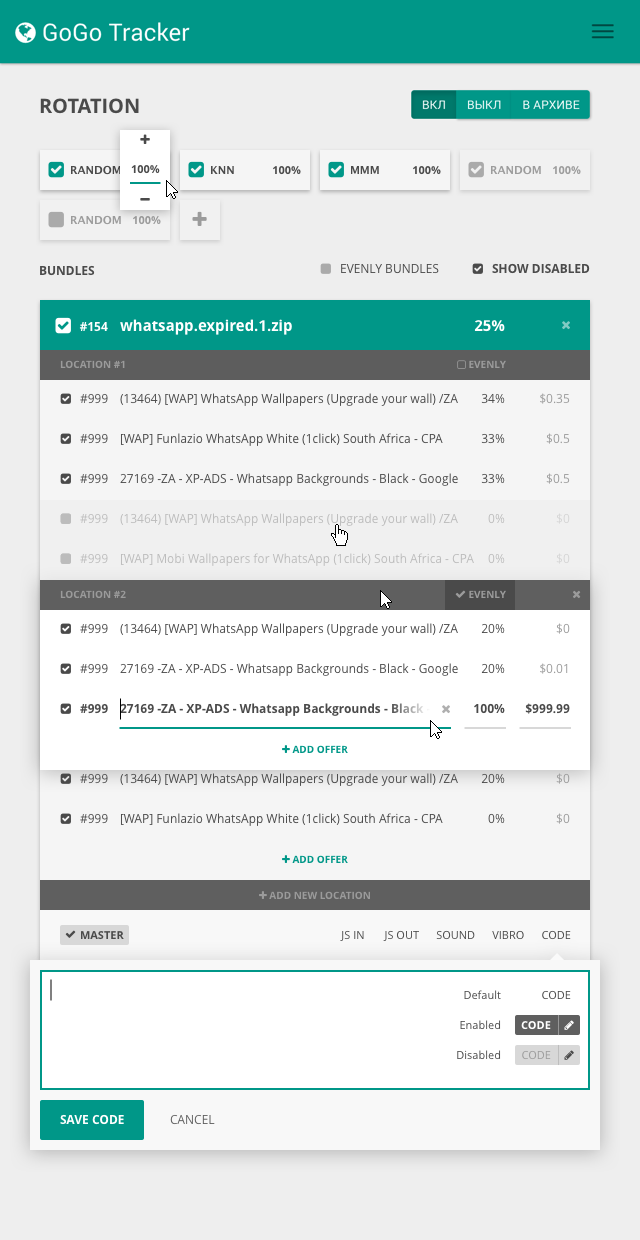 GoGo Tracker
ROTATION
ВКЛ ВЫКЛ В АРХИВЕ
+
RANDOM 100% KNN 100% MMM 100% RANDOM 100%
−
RANDOM 100% +
BUNDLES EVENLY BUNDLES SHOW DISABLED
#154 whatsapp.expired.1.zip 25% ×
LOCATION #1 EVENLY
#999 (13464) [WAP] WhatsApp Wallpapers (Upgrade your wall) /ZA 34% $0.35
#999 [WAP] Funlazio WhatsApp White (1click) South Africa - CPA 33% $0.5
#999 27169 -ZA - XP-ADS - Whatsapp Backgrounds - Black - Google 33% $0.5
#999 (13464) [WAP] WhatsApp Wallpapers (Upgrade your wall) /ZA 0% $0
#999 [WAP] Mobi Wallpapers for WhatsApp (1click) South Africa - CPA 0% $0
LOCATION #2 EVENLY ×
#999 (13464) [WAP] WhatsApp Wallpapers (Upgrade your wall) /ZA 20% $0
#999 27169 -ZA - XP-ADS - Whatsapp Backgrounds - Black - Google 20% $0.01
#999 27169 -ZA - XP-ADS - Whatsapp Backgrounds - Black × 100% $999.99
+ ADD OFFER
#999 (13464) [WAP] WhatsApp Wallpapers (Upgrade your wall) /ZA 20% $0
#999 [WAP] Funlazio WhatsApp White (1click) South Africa - CPA 0% $0
+ ADD OFFER
+ ADD NEW LOCATION
MASTER JS IN JS OUT SOUND VIBRO CODE
Default CODE
Enabled CODE
Disabled CODE
SAVE CODE CANCEL